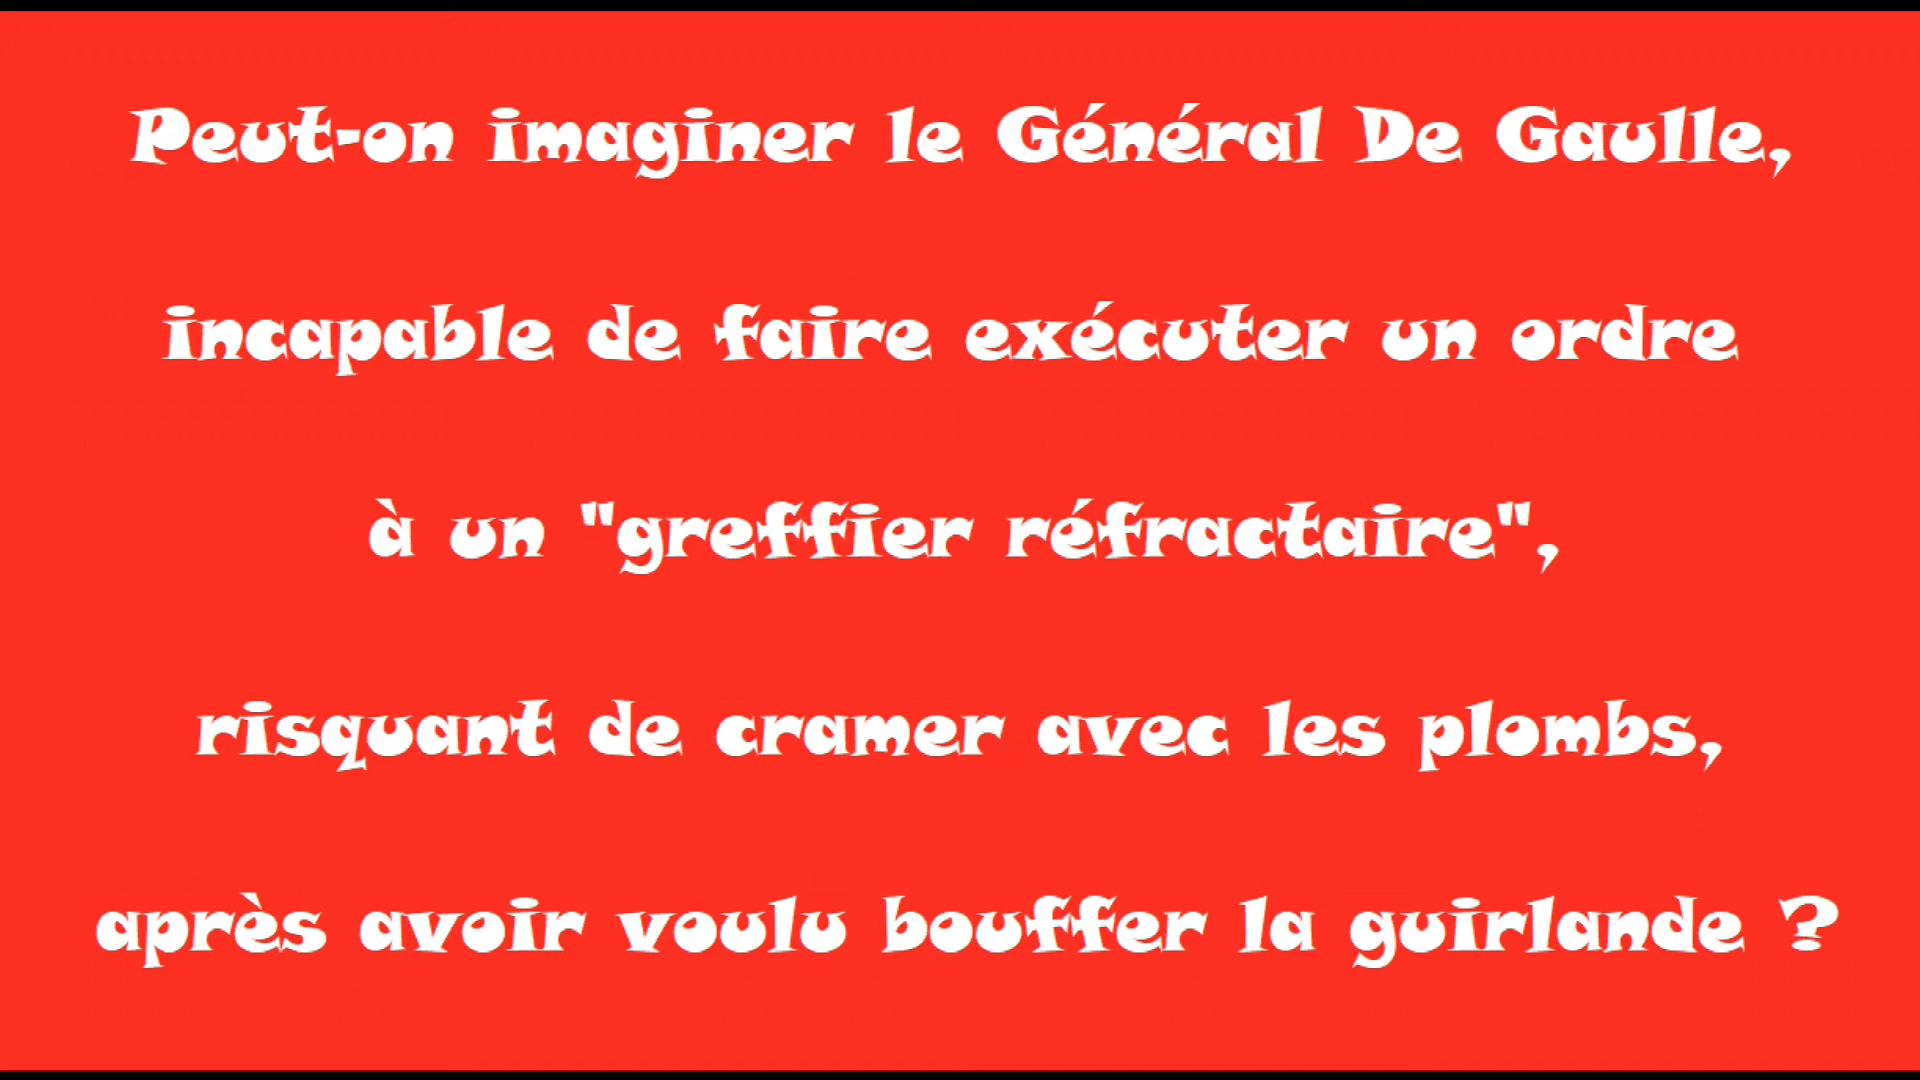 Peut-on imaginer le Général De Gaulle,
incapable de faire exécuter un ordre
à un "greffier réfractaire",
risquant de cramer avec les plombs,
après avoir voulu bouffer la guirlande ?